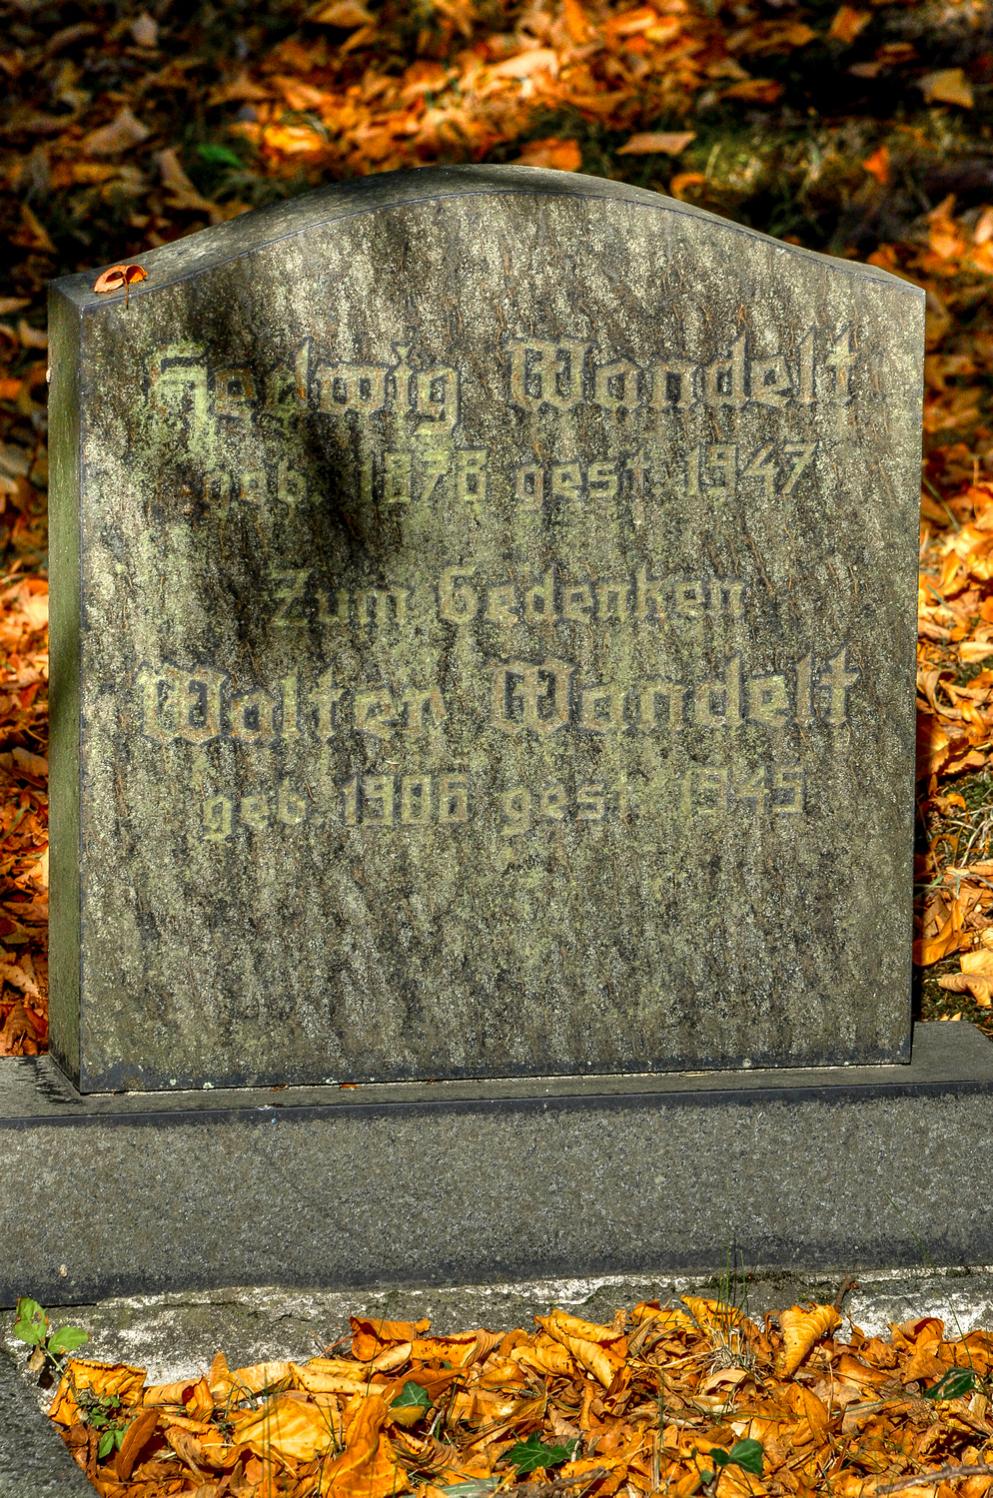 Hedwig Wandelt
geb. 1878 gest. 1947
Zum Gedenken
Walter Wandelt
geb. 1906 gest. 1945